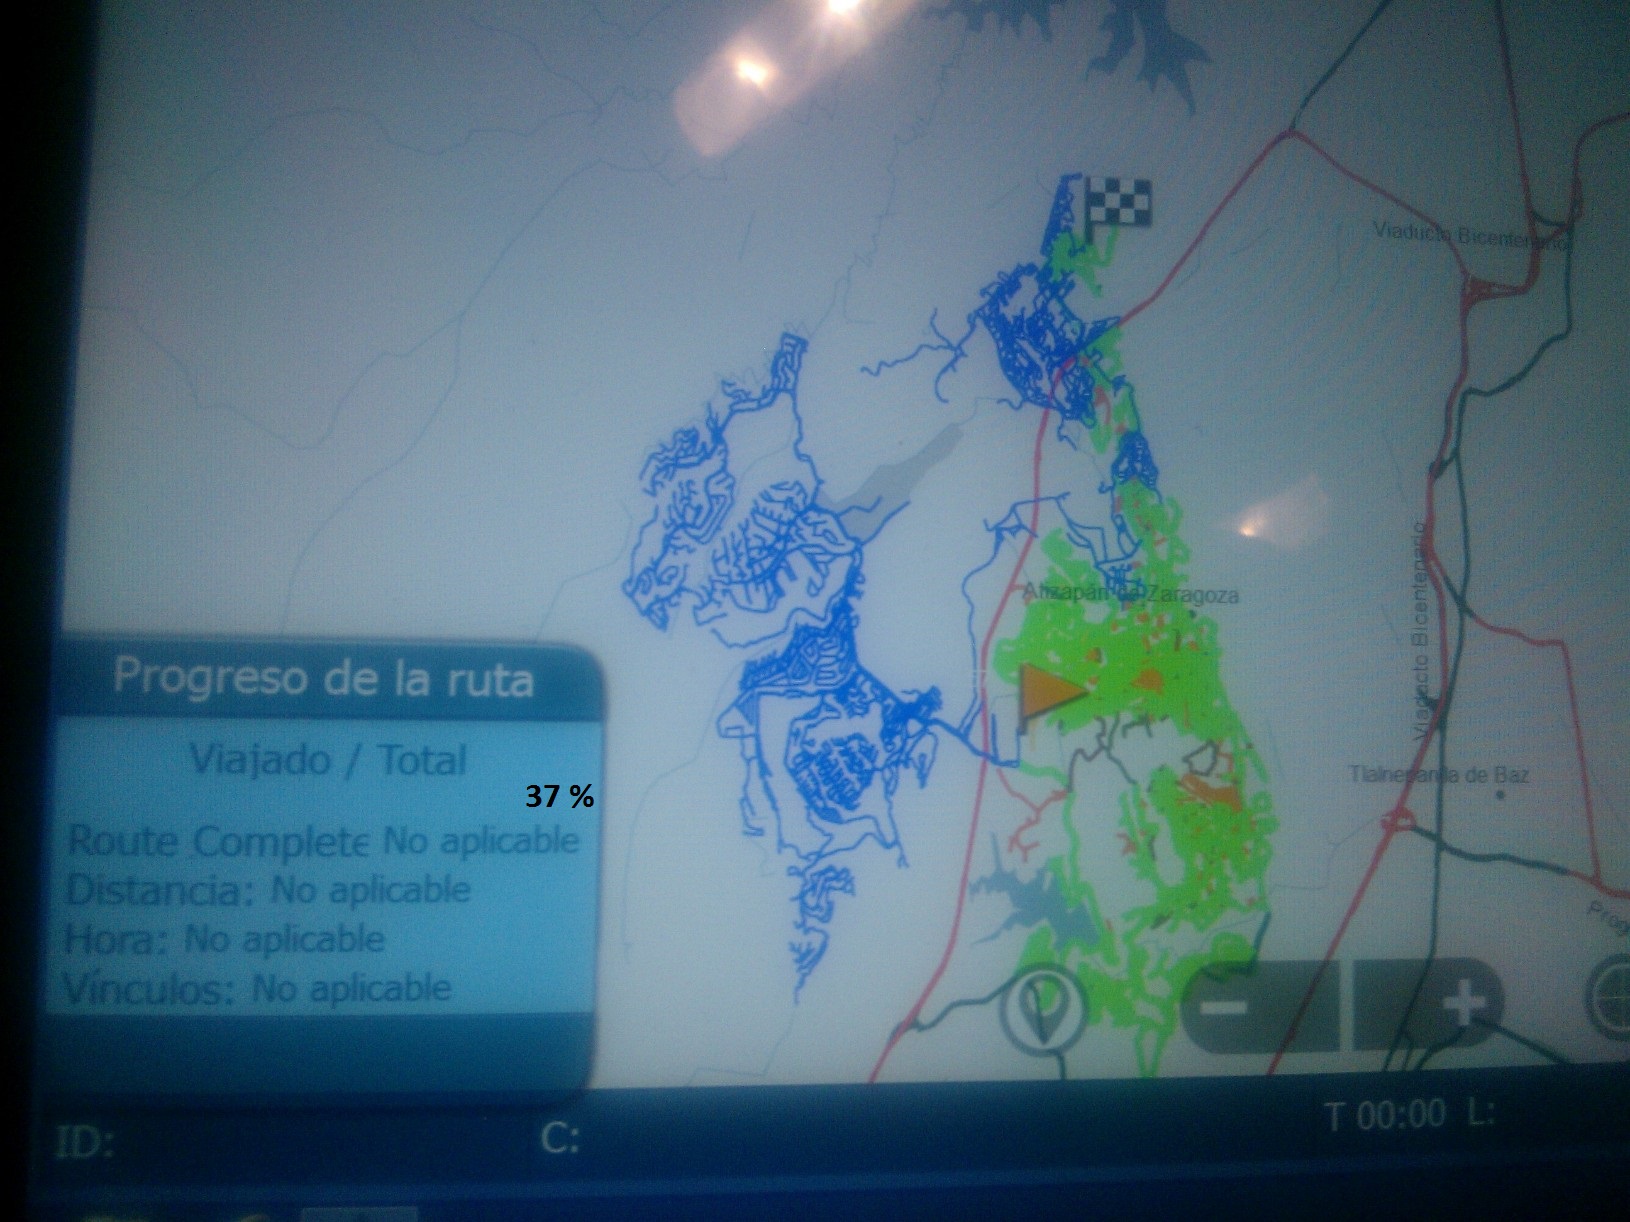 Viaducto Bicentenario
Atizapán de Zaragoza
Viaducto Bicentenario
Progreso de la ruta
Viajado / Total
37 %
Route Complete No aplicable
Distancia: No aplicable
Hora: No aplicable
Vínculos: No aplicable
Tlalnepantla de Baz
Prog
- +
T 00:00 L:
ID: C: